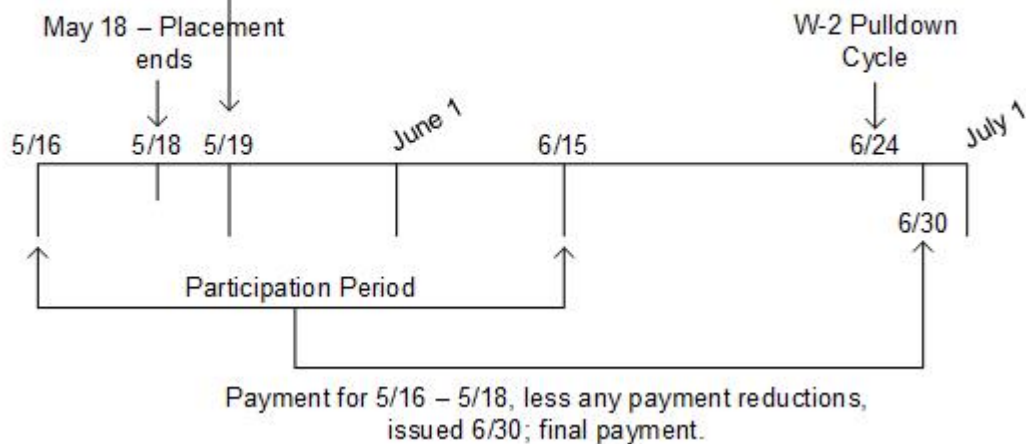 May 18 – Placement
ends
W-2 Pulldown
Cycle
5/16
5/18
5/19
June 1
6/15
6/24
July 1
6/30
Participation Period
Payment for 5/16 – 5/18, less any payment reductions,
issued 6/30; final payment.